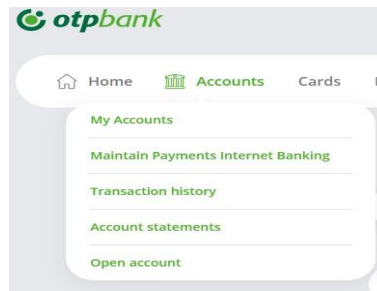 otpbank
Home Accounts Cards
My Accounts
Maintain Payments Internet Banking
Transaction history
Account statements
Open account